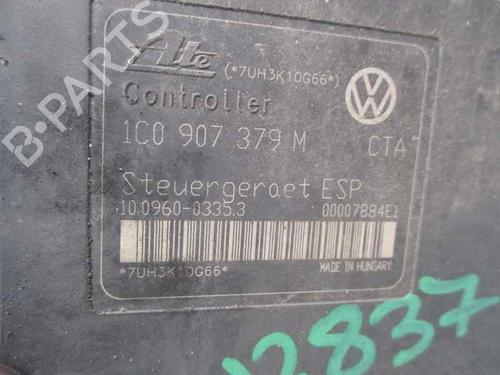 Ate (*7UH3K10G66*)
Controller
1C0 907 379 M CTA
Steuergeraet ESP
10.0960-0335.3 00007884E1
*7UH3K10G66* MADE IN HUNGARY
2837
B-PARTS